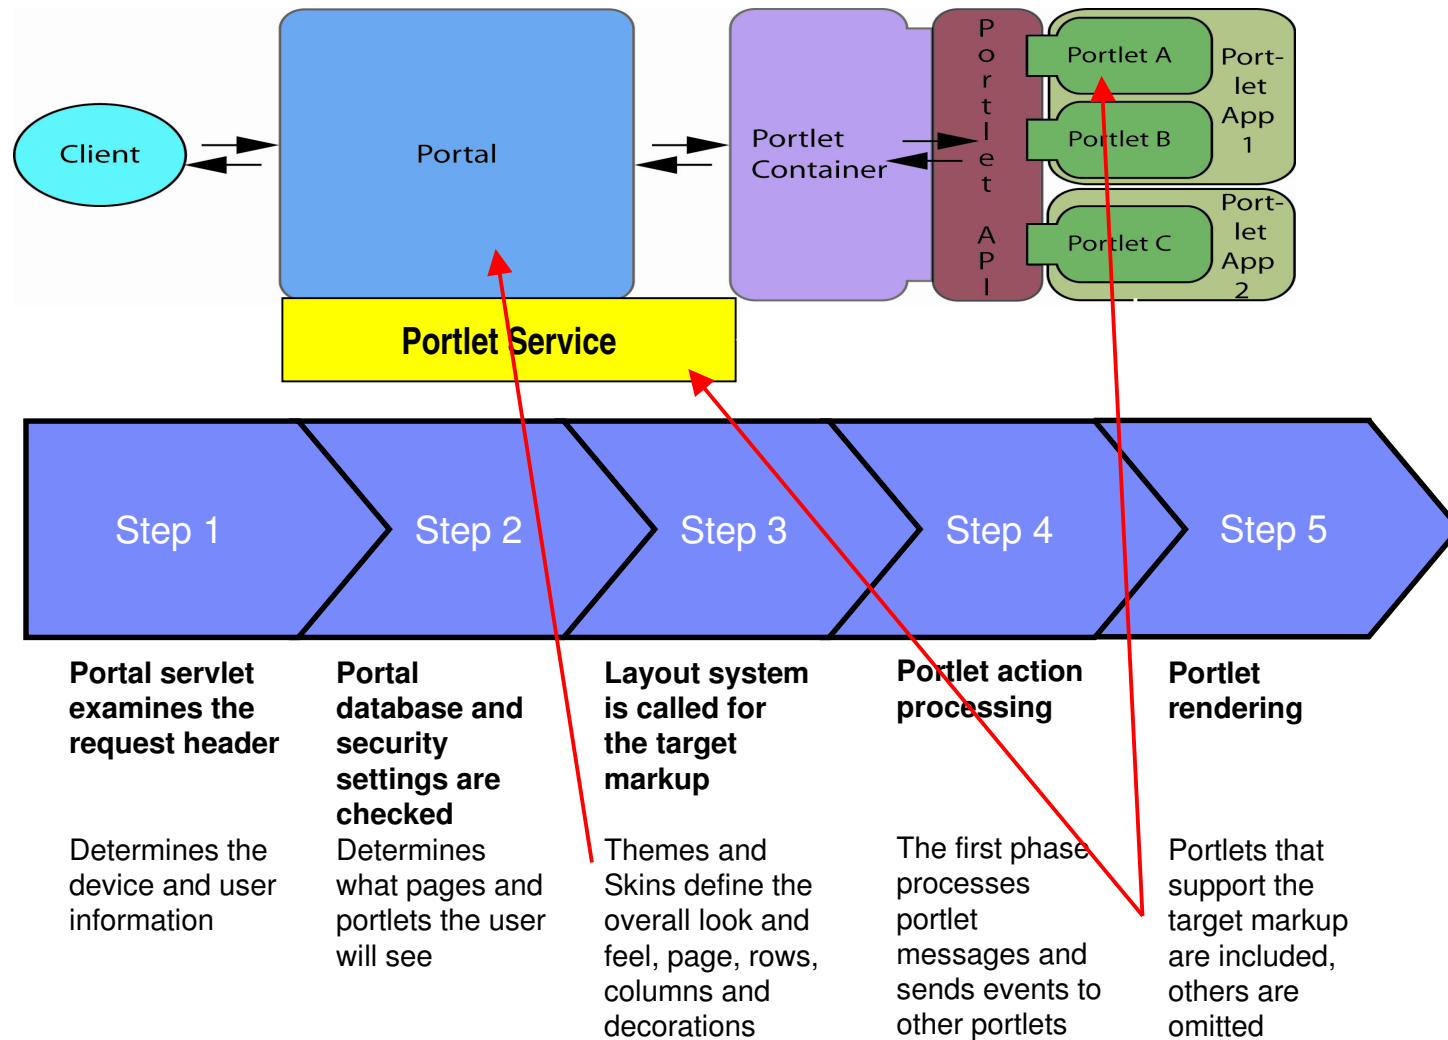 Client
Portal
Portlet
Container
Portlet API
Portlet A
Portlet B
Port-
let
App
1
Portlet C
Port-
let
App
2
Portlet Service
Step 1
Step 2
Step 3
Step 4
Step 5
Portal servlet
examines the
request header
Determines the
device and user
information
Portal
database and
security
settings are
checked
Determines
what pages and
portlets the user
will see
Layout system
is called for
the target
markup
Themes and
Skins define the
overall look and
feel, page, rows,
columns and
decorations
Portlet action
processing
The first phase
processes
portlet
messages and
sends events to
other portlets
Portlet
rendering
Portlets that
support the
target markup
are included,
others are
omitted